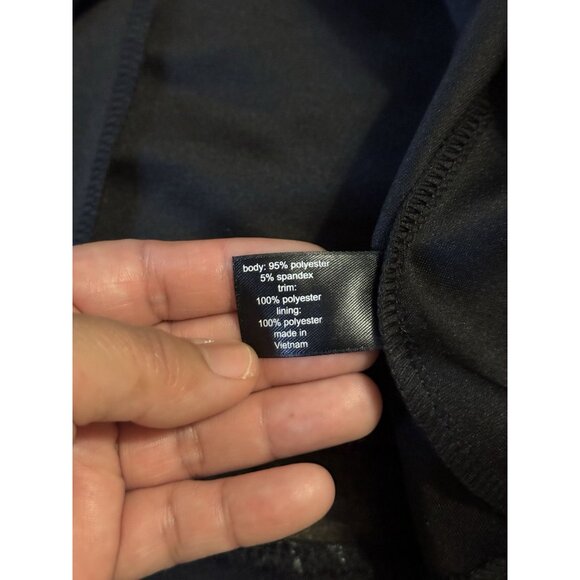 body: 95% polyester
5% spandex
trim:
100% polyester
lining:
100% polyester
made in
Vietnam